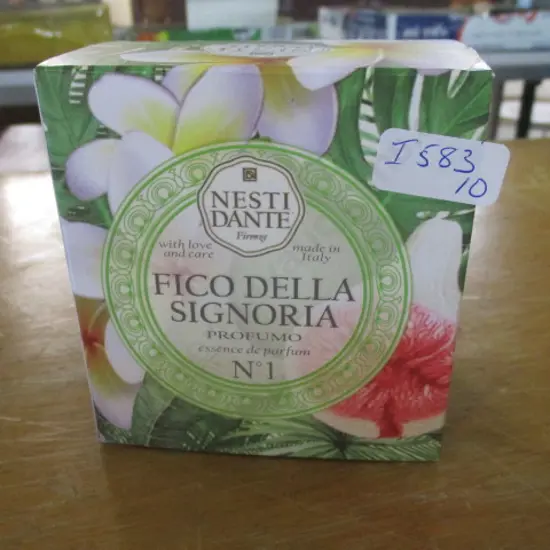 I583
10
NESTI
DANTE
Firenze
with love
and care
made in
Italy
FICO DELLA
SIGNORIA
PROFUMO
essence de parfum
N°1